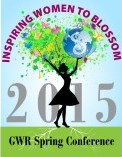 INSPIRING WOMEN TO BLOSSOM
2015
GWR Spring Conference